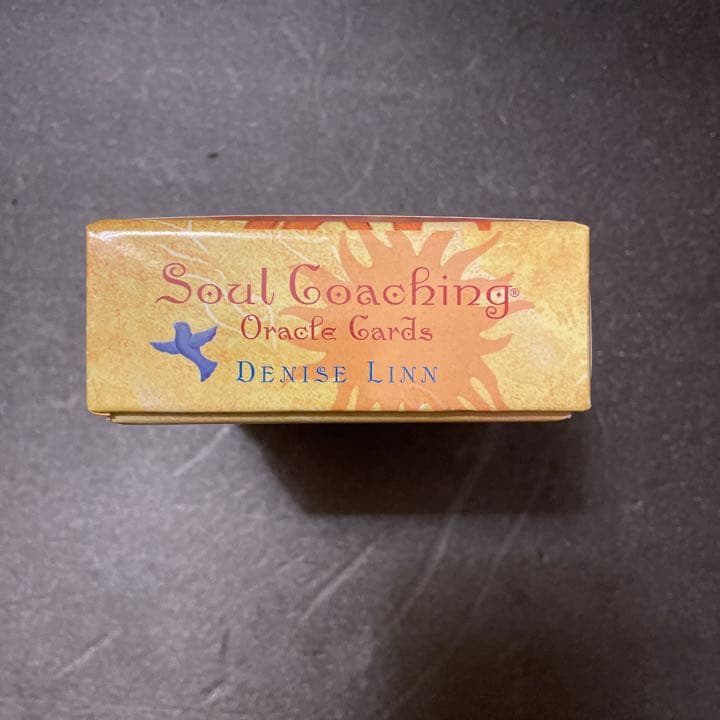 Soul Coaching®
Oracle Cards
Denise Linn